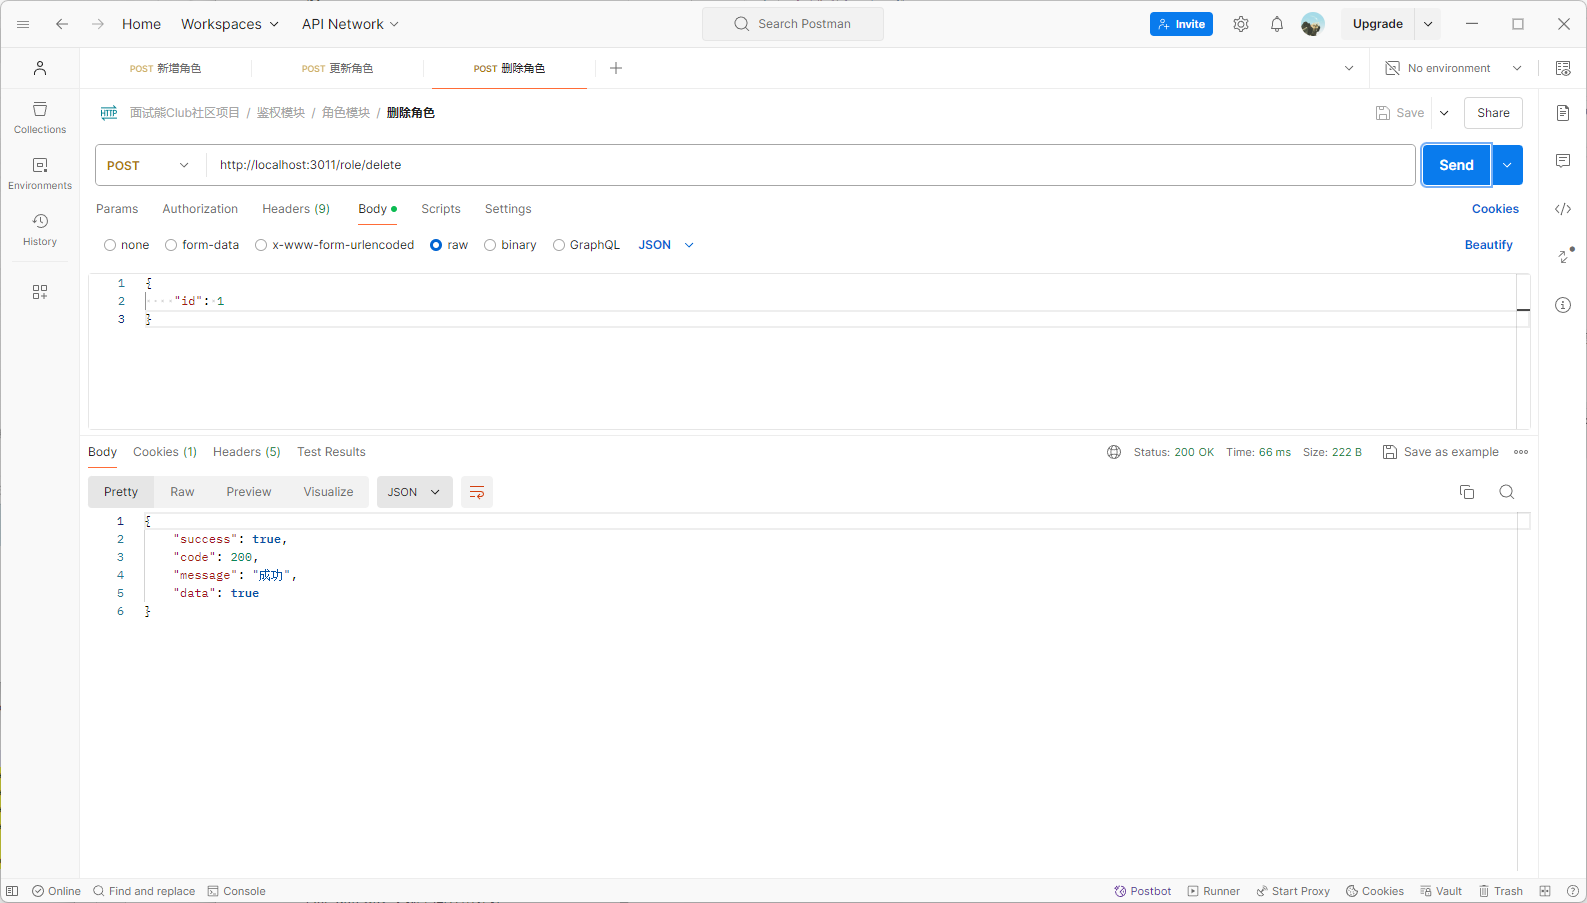 Home Workspaces API Network Search Postman Invite Upgrade
POST 新增角色 POST 更新角色 POST 删除角色 No environment
Collections
Environments
History
HTTP 面试熊Club社区项目 / 鉴权模块 / 角色模块 / 删除角色 Save Share
POST http://localhost:3011/role/delete Send
Params Authorization Headers (9) Body Scripts Settings Cookies
none form-data x-www-form-urlencoded raw binary GraphQL JSON Beautify
1 {
2 "id": 1
3 }
Body Cookies (1) Headers (5) Test Results Status: 200 OK Time: 66 ms Size: 222 B Save as example
Pretty Raw Preview Visualize JSON
1 {
2 "success": true,
3 "code": 200,
4 "message": "成功",
5 "data": true
6 }
Online Find and replace Console Postbot Runner Start Proxy Cookies Vault Trash